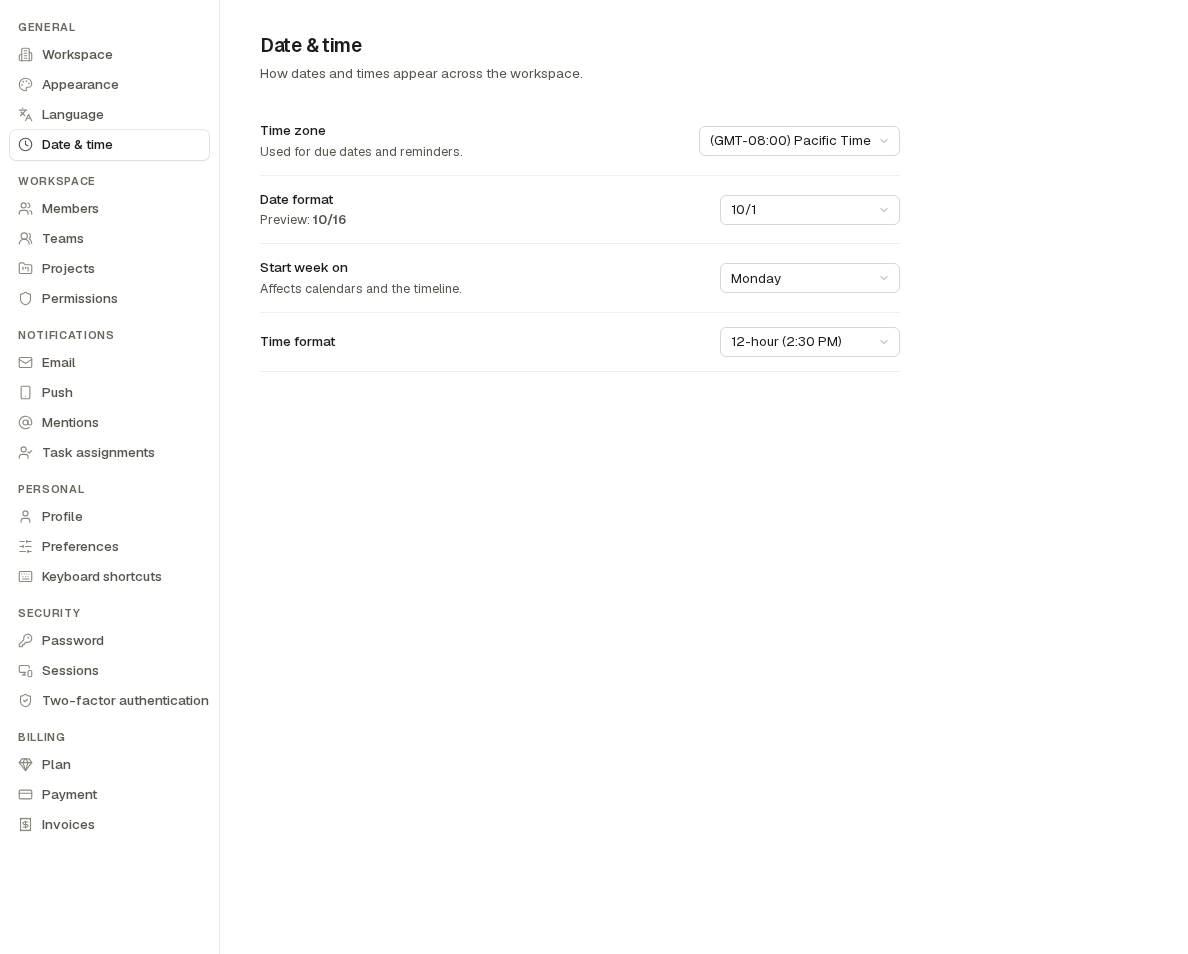 GENERAL
Workspace
Appearance
Language
Date & time
WORKSPACE
Members
Teams
Projects
Permissions
NOTIFICATIONS
Email
Push
Mentions
Task assignments
PERSONAL
Profile
Preferences
Keyboard shortcuts
SECURITY
Password
Sessions
Two-factor authentication
BILLING
Plan
Payment
Invoices
Date & time
How dates and times appear across the workspace.
Time zone
Used for due dates and reminders.
(GMT-08:00) Pacific Time
Date format
Preview: 10/16
10/1
Start week on
Affects calendars and the timeline.
Monday
Time format
12-hour (2:30 PM)